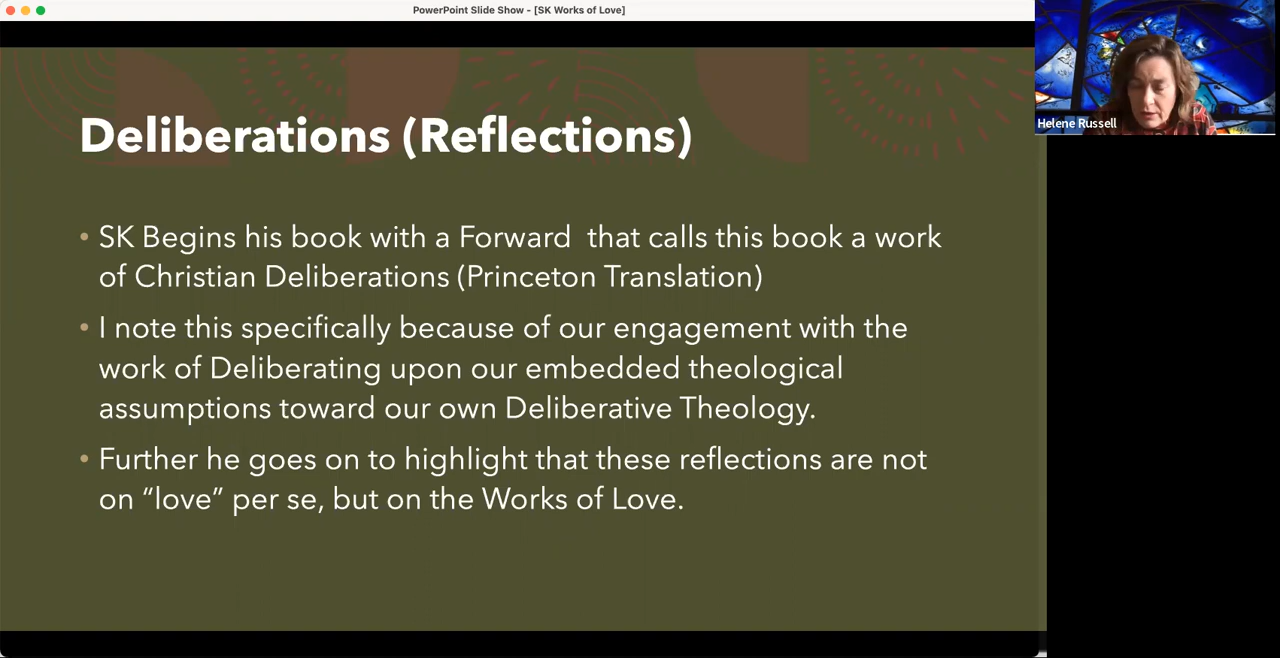 PowerPoint Slide Show - [SK Works of Love]
Helene Russell
Deliberations (Reflections)
• SK Begins his book with a Forward  that calls this book a work
of Christian Deliberations (Princeton Translation)
• I note this specifically because of our engagement with the
work of Deliberating upon our embedded theological
assumptions toward our own Deliberative Theology.
• Further he goes on to highlight that these reflections are not
on “love” per se, but on the Works of Love.